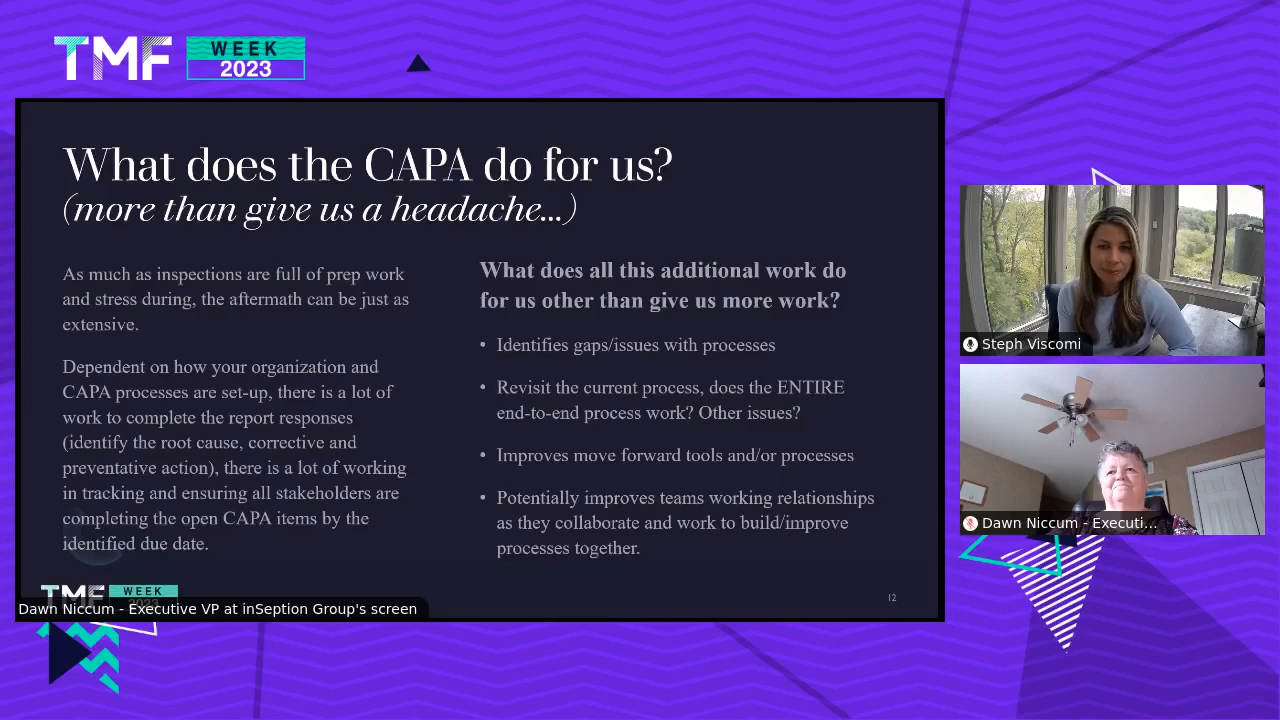 TMF WEEK
2023
What does the CAPA do for us?
(more than give us a headache...)
As much as inspections are full of prep work
and stress during, the aftermath can be just as
extensive.
Dependent on how your organization and
CAPA processes are set-up, there is a lot of
work to complete the report responses
(identify the root cause, corrective and
preventative action), there is a lot of working
in tracking and ensuring all stakeholders are
completing the open CAPA items by the
identified due date.
What does all this additional work do
for us other than give us more work?
• Identifies gaps/issues with processes
• Revisit the current process, does the ENTIRE
end-to-end process work? Other issues?
• Improves move forward tools and/or processes
• Potentially improves teams working relationships
as they collaborate and work to build/improve
processes together.
TMF WEEK
2023
12
Dawn Niccum - Executive VP at inSeption Group's screen
Steph Viscomi
Dawn Niccum - Executi...